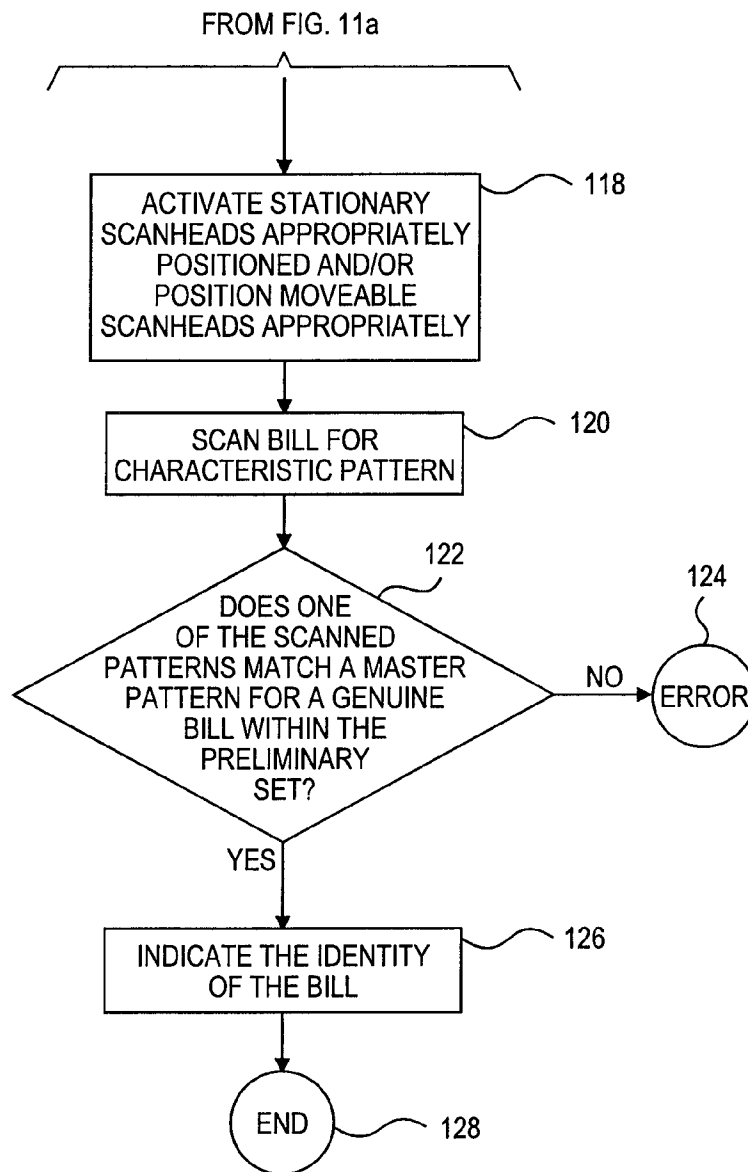 FROM FIG. 11a
118
ACTIVATE STATIONARY
SCANHEADS APPROPRIATELY
POSITIONED AND/OR
POSITION MOVEABLE
SCANHEADS APPROPRIATELY
120
SCAN BILL FOR
CHARACTERISTIC PATTERN
122
DOES ONE
OF THE SCANNED
PATTERNS MATCH A MASTER
PATTERN FOR A GENUINE
BILL WITHIN THE
PRELIMINARY
SET?
NO
124
ERROR
YES
126
INDICATE THE IDENTITY
OF THE BILL
END
128